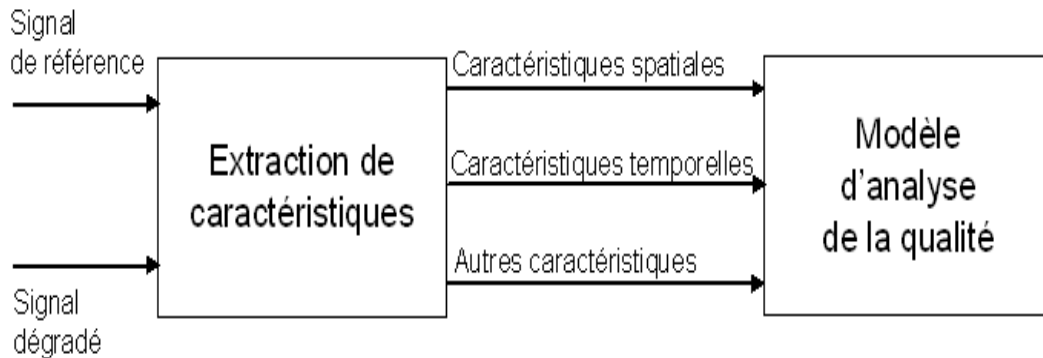 Signal
de référence
Extraction de
caractéristiques
Signal
dégradé
Caractéristiques spatiales
Caractéristiques temporelles
Autres caractéristiques
Modèle
d'analyse
de la qualité